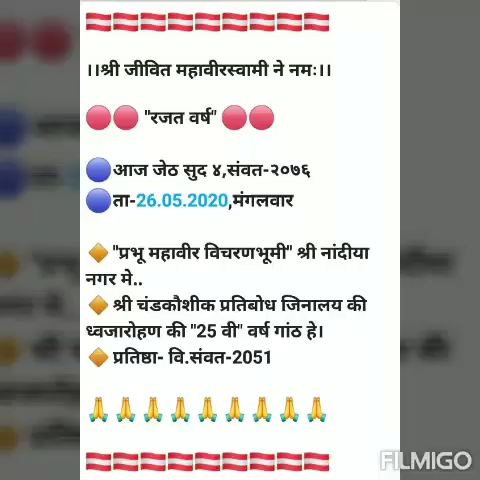 ।।श्री जीवित महावीरस्वामी ने नमः।।
"रजत वर्ष"
आज जेठ सुद ४,संवत-२०७६
ता-26.05.2020,मंगलवार
"प्रभू महावीर विचरणभूमी" श्री नांदीया
नगर मे..
श्री चंडकौशीक प्रतिबोध जिनालय की
ध्वजारोहण की "25 वी" वर्ष गांठ हे।
प्रतिष्ठा- वि.संवत-2051
FILMIGO